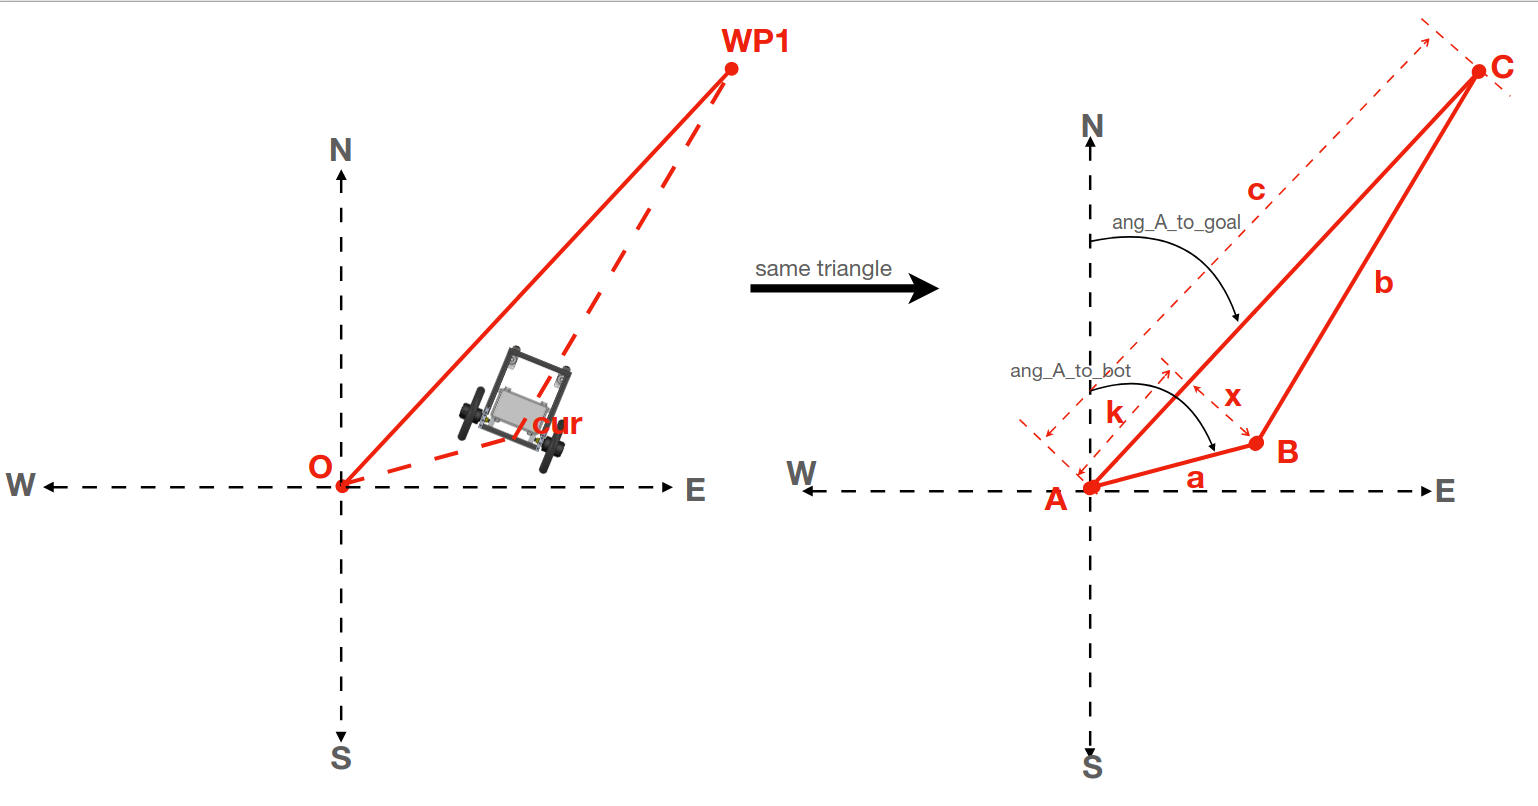 WP1
N
O
W
E
S
cur
same triangle
C
N
c
ang_A_to_goal
b
ang_A_to_bot
k
x
B
a
A
W
E
S